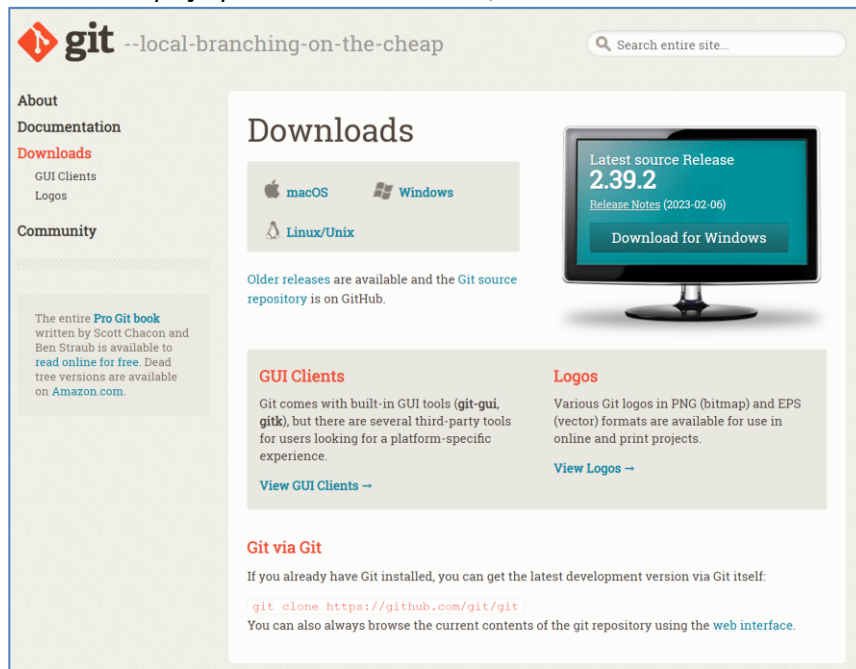 git --local-branching-on-the-cheap
Search entire site...
About
Documentation
Downloads
GUI Clients
Logos
Community
The entire Pro Git book
written by Scott Chacon and
Ben Straub is available to
read online for free. Dead
tree versions are available
on Amazon.com.
Downloads
macOS
Windows
Linux/Unix
Older releases are available and the Git source
repository is on GitHub.
Latest source Release
2.39.2
Release Notes (2023-02-06)
Download for Windows
GUI Clients
Git comes with built-in GUI tools (git-gui,
gitk), but there are several third-party tools
for users looking for a platform-specific
experience.
View GUI Clients →
Logos
Various Git logos in PNG (bitmap) and EPS
(vector) formats are available for use in
online and print projects.
View Logos →
Git via Git
If you already have Git installed, you can get the latest development version via Git itself:
git clone https://github.com/git/git
You can also always browse the current contents of the git repository using the web interface.